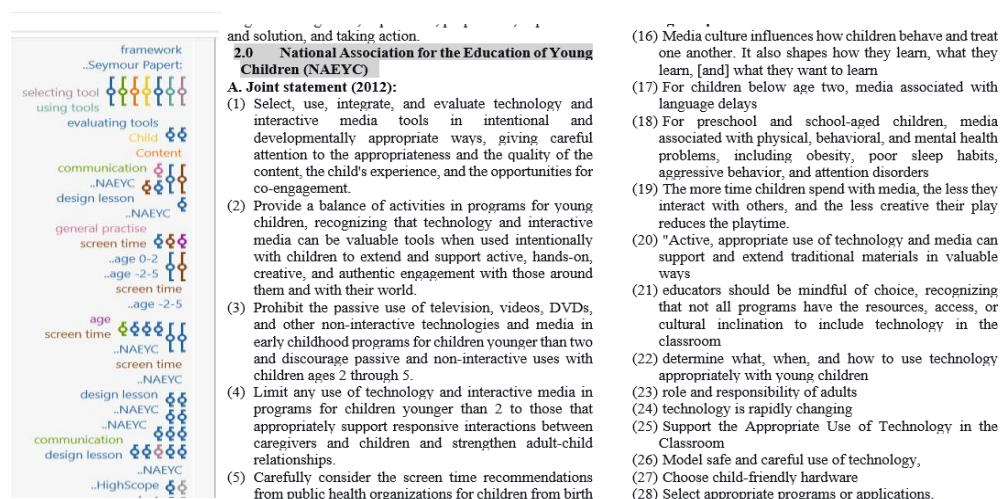 framework
..Seymour Papert:
selecting tool
using tools
evaluating tools
Child
Content
communication
..NAEYC
design lesson
..NAEYC
general practise
screen time
..age 0-2
..age -2-5
screen time
..age -2-5
age
screen time
..NAEYC
screen time
..NAEYC
design lesson
..NAEYC
..NAEYC
communication
design lesson
..NAEYC
..HighScope
and solution, and taking action.
2.0 National Association for the Education of Young
Children (NAEYC)
A. Joint statement (2012):
(1) Select, use, integrate, and evaluate technology and
interactive media tools in intentional and
developmentally appropriate ways, giving careful
attention to the appropriateness and the quality of the
content, the child's experience, and the opportunities for
co-engagement.
(2) Provide a balance of activities in programs for young
children, recognizing that technology and interactive
media can be valuable tools when used intentionally
with children to extend and support active, hands-on,
creative, and authentic engagement with those around
them and with their world.
(3) Prohibit the passive use of television, videos, DVDs,
and other non-interactive technologies and media in
early childhood programs for children younger than two
and discourage passive and non-interactive uses with
children ages 2 through 5.
(4) Limit any use of technology and interactive media in
programs for children younger than 2 to those that
appropriately support responsive interactions between
caregivers and children and strengthen adult-child
relationships.
(5) Carefully consider the screen time recommendations
from public health organizations for children from birth
(16) Media culture influences how children behave and treat
one another. It also shapes how they learn, what they
learn, [and] what they want to learn
(17) For children below age two, media associated with
language delays
(18) For preschool and school-aged children, media
associated with physical, behavioral, and mental health
problems, including obesity, poor sleep habits,
aggressive behavior, and attention disorders
(19) The more time children spend with media, the less they
interact with others, and the less creative their play
reduces the playtime.
(20) "Active, appropriate use of technology and media can
support and extend traditional materials in valuable
ways
(21) educators should be mindful of choice, recognizing
that not all programs have the resources, access, or
cultural inclination to include technology in the
classroom
(22) determine what, when, and how to use technology
appropriately with young children
(23) role and responsibility of adults
(24) technology is rapidly changing
(25) Support the Appropriate Use of Technology in the
Classroom
(26) Model safe and careful use of technology,
(27) Choose child-friendly hardware
(28) Select appropriate programs or applications.